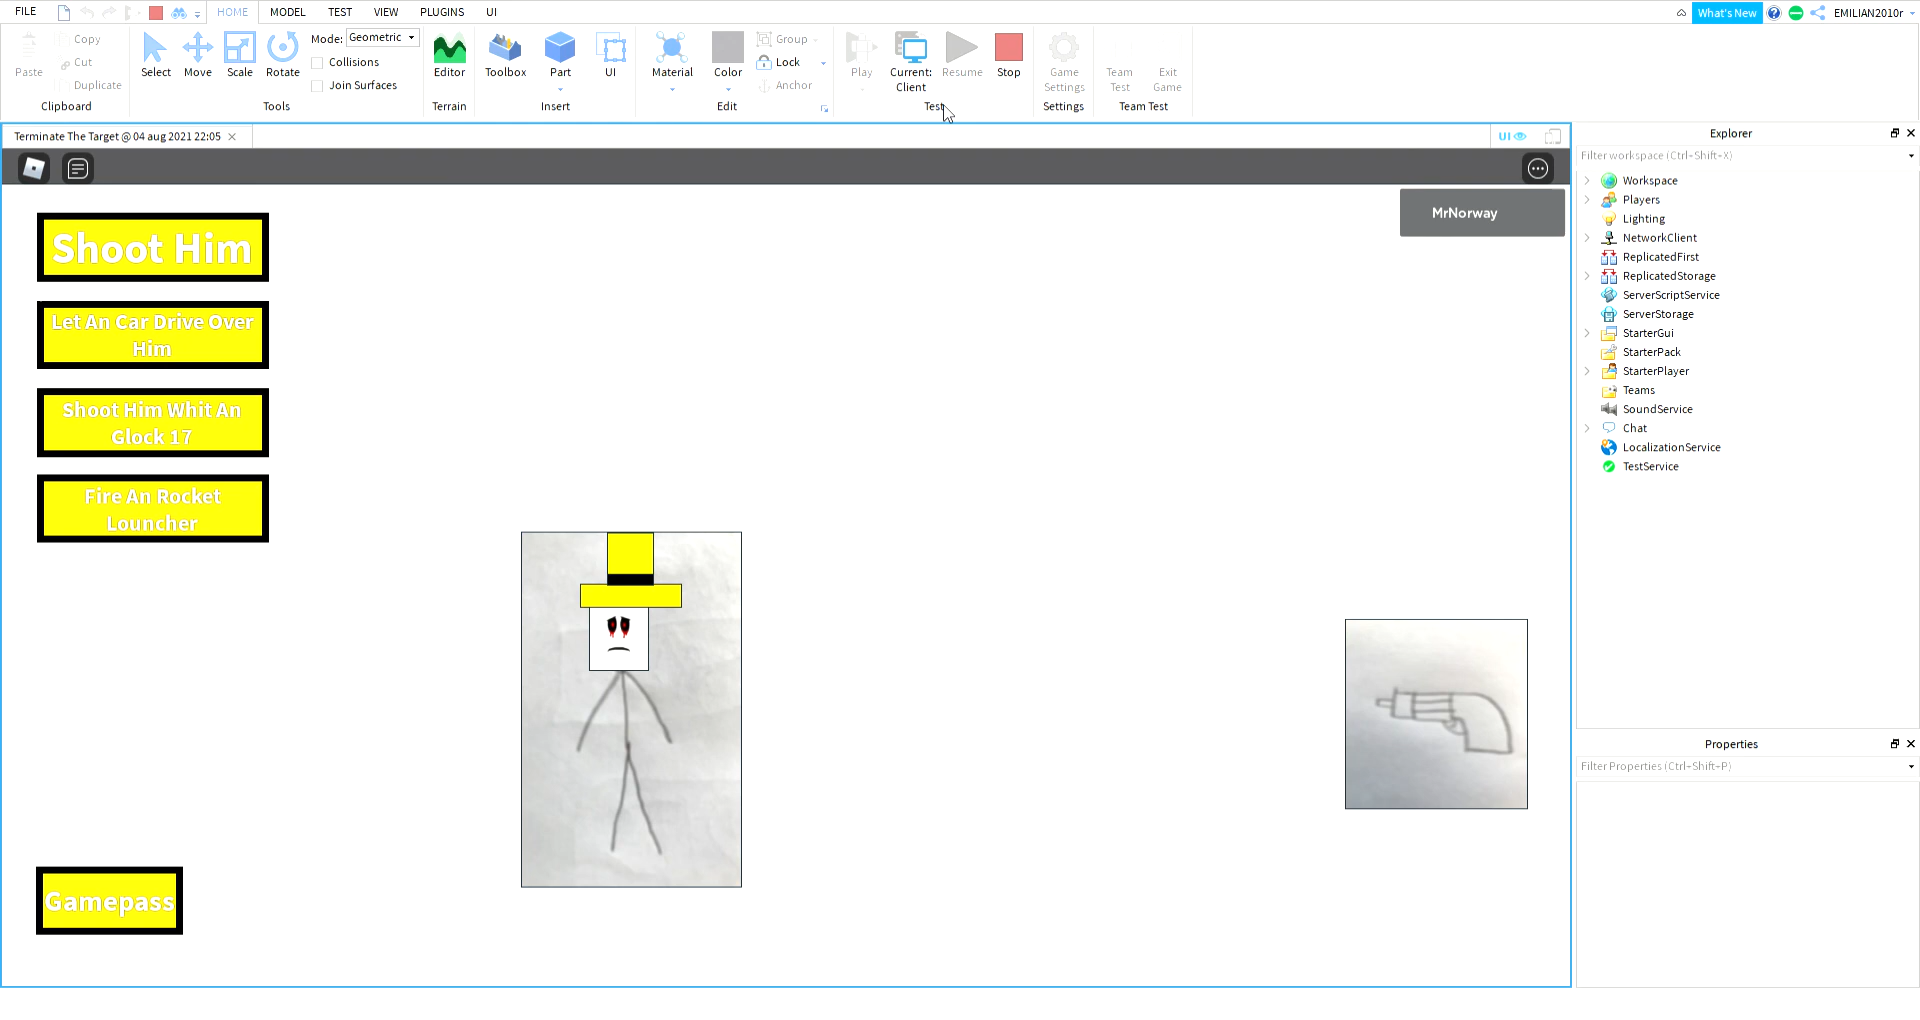 FILE HOME MODEL TEST VIEW PLUGINS UI What's New EMILIAN2010r
Paste Copy Cut Duplicate Clipboard
Select Move Scale Rotate Mode: Geometric Collisions Join Surfaces Tools
Editor Terrain
Toolbox Part UI Insert
Material Color Group Lock Anchor Edit
Play Current: Client Resume Stop Test
Game Settings Settings
Team Test Exit Game Team Test
Terminate The Target @ 04 aug 2021 22:05
UI
MrNorway
Shoot Him
Let An Car Drive Over
Him
Shoot Him Whit An
Glock 17
Fire An Rocket
Louncher
Gamepass
Explorer
Filter workspace (Ctrl+Shift+X)
Workspace
Players
Lighting
NetworkClient
ReplicatedFirst
ReplicatedStorage
ServerScriptService
ServerStorage
StarterGui
StarterPack
StarterPlayer
Teams
SoundService
Chat
LocalizationService
TestService
Properties
Filter Properties (Ctrl+Shift+P)